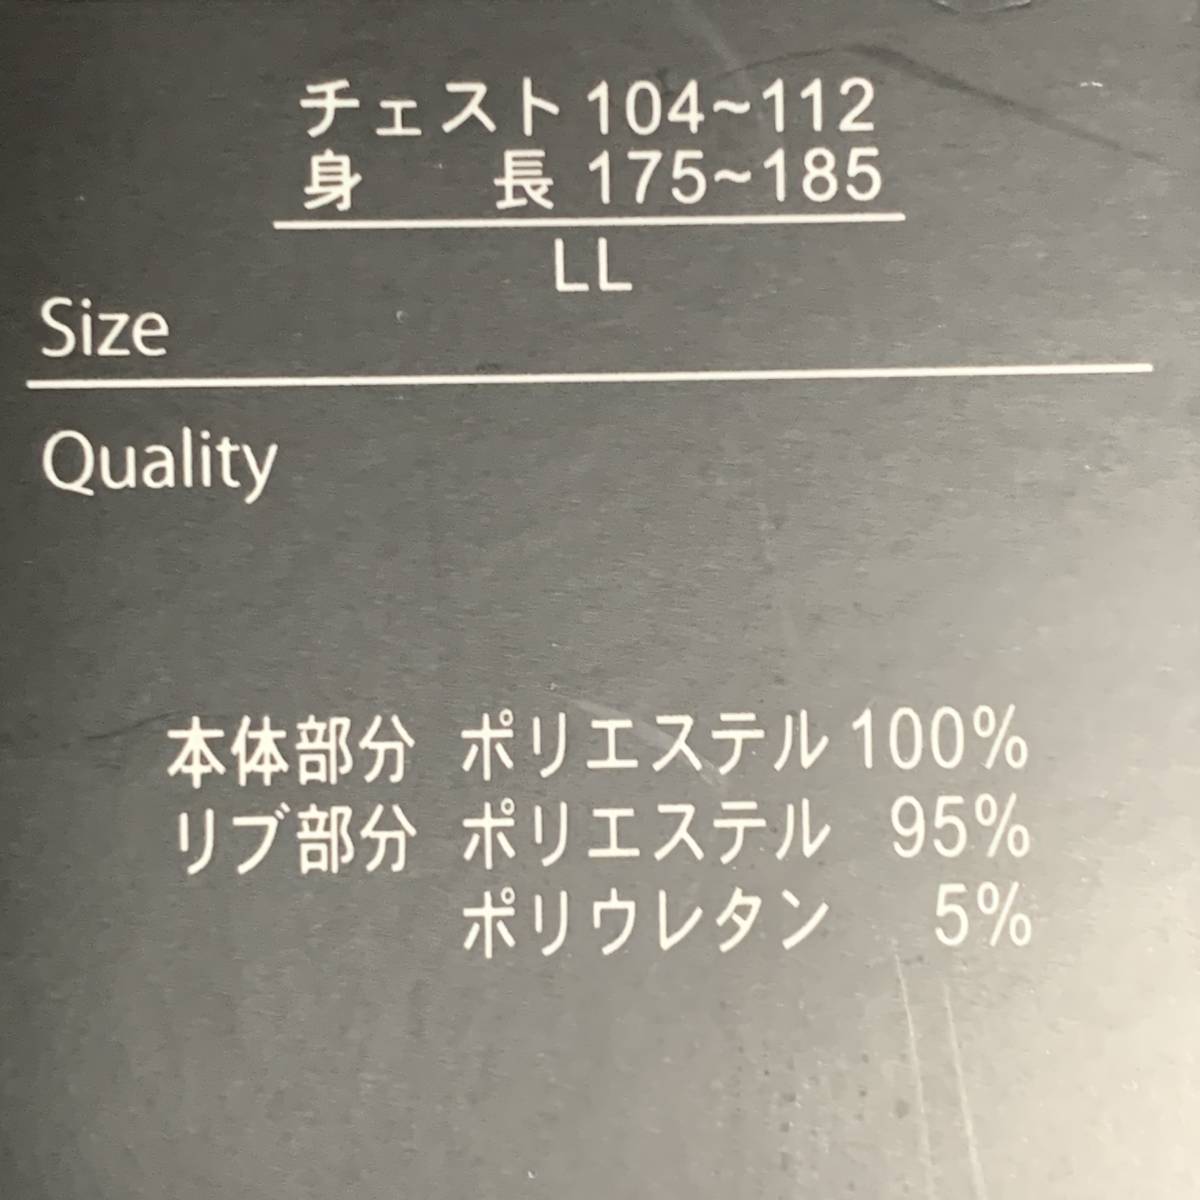 チェスト 104~112
身　　長 175~185
LL
Size
Quality
本体部分 ポリエステル 100%
リブ部分 ポリエステル 95%
ポリウレタン 5%